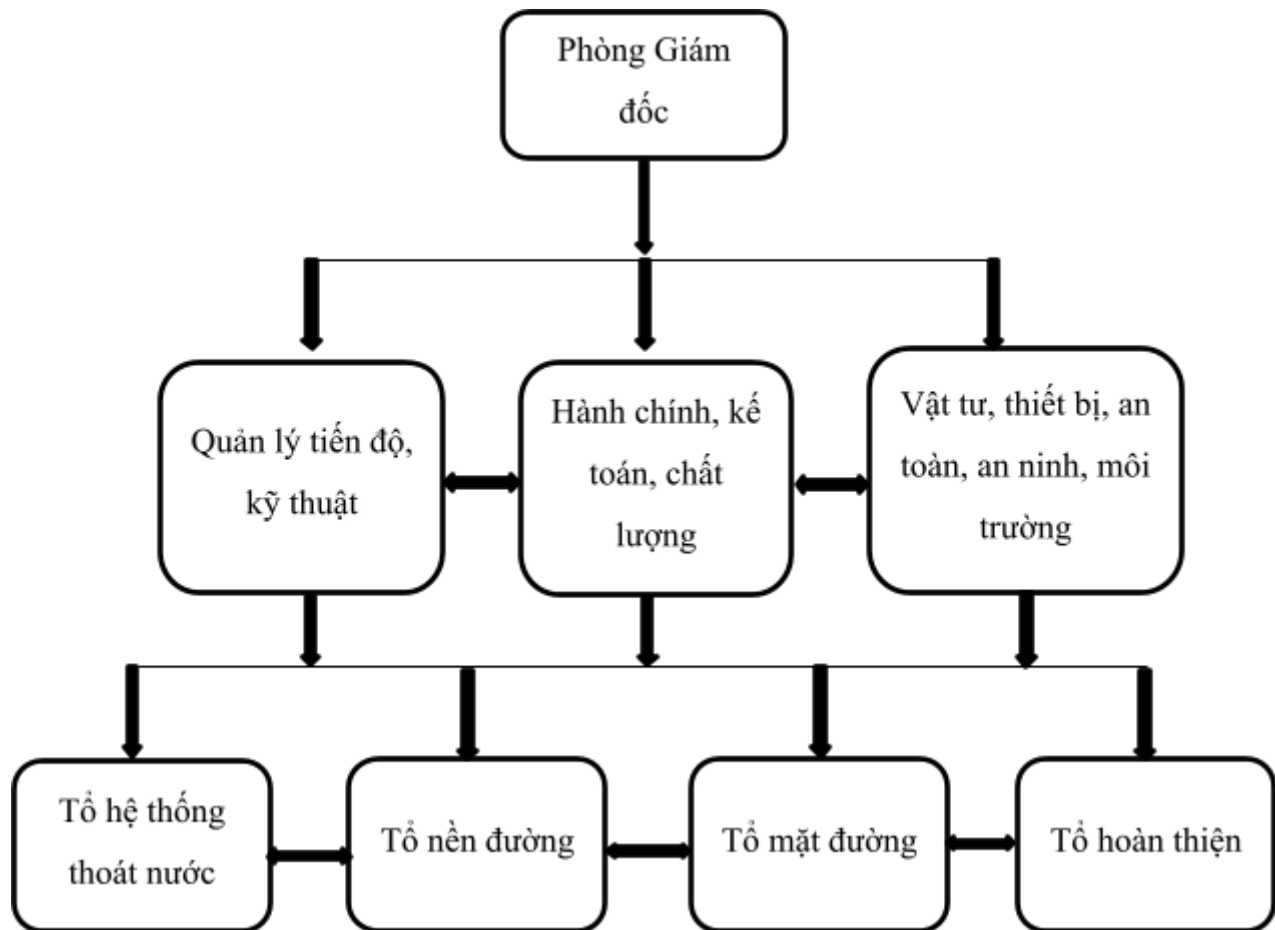 Phòng Giám
đốc
Quản lý tiến độ,
kỹ thuật
Hành chính, kế
toán, chất
lượng
Vật tư, thiết bị, an
toàn, an ninh, môi
trường
Tổ hệ thống
thoát nước
Tổ nền đường
Tổ mặt đường
Tổ hoàn thiện